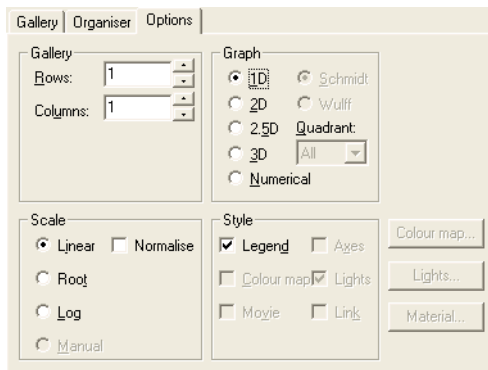 Gallery Organiser Options
Gallery
Rows: 1
Columns: 1
Graph
1D Schmidt
2D Wulff
2.5D Quadrant:
3D All
Numerical
Scale
Linear Normalise
Root
Log
Manual
Style
Legend Axes
Colour map Lights
Movie Link
Colour map...
Lights...
Material...